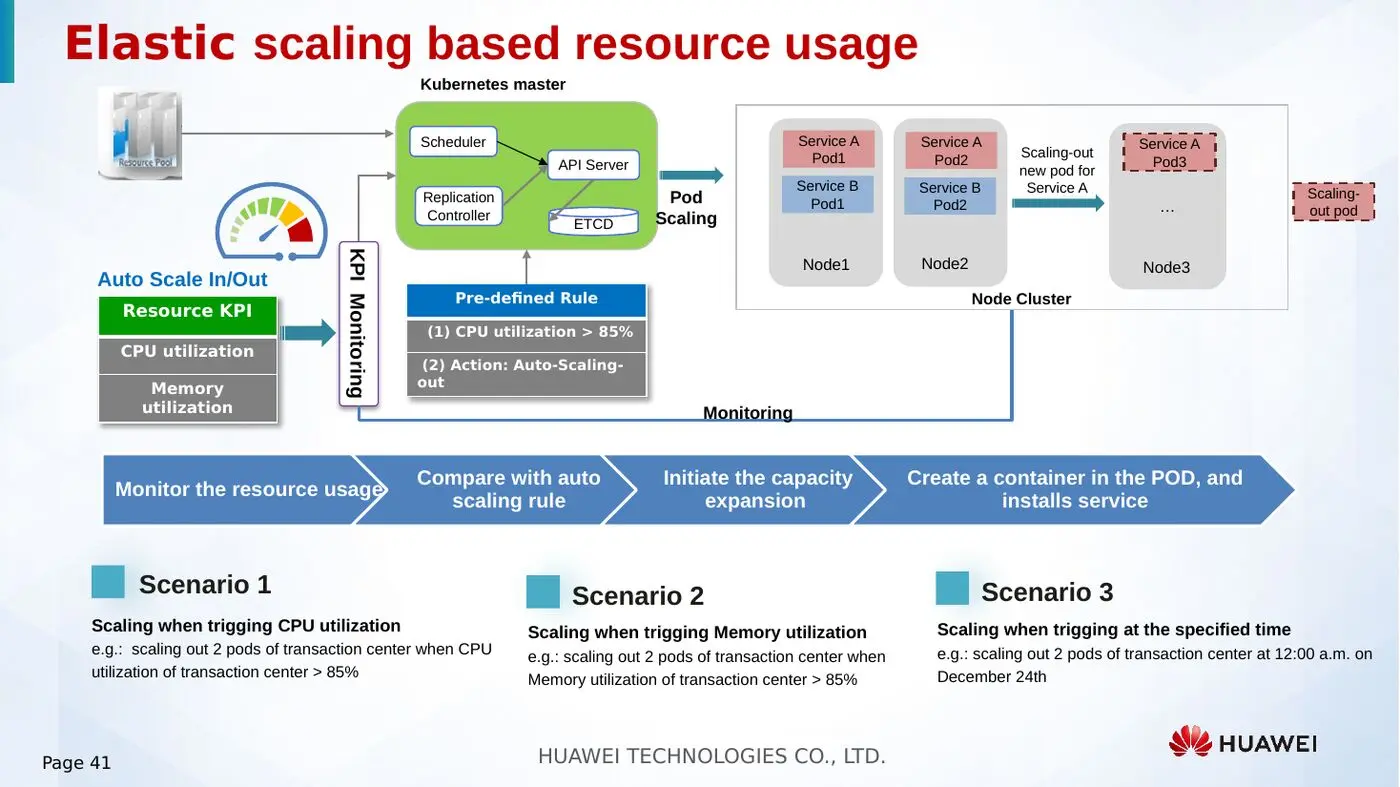 Elastic scaling based resource usage
Kubernetes master
Resource Pool
Scheduler
API Server
Replication
Controller
ETCD
Pod
Scaling
Service A
Pod1
Service B
Pod1
Node1
Service A
Pod2
Service B
Pod2
Node2
Scaling-out
new pod for
Service A
Service A
Pod3
...
Node3
Node Cluster
Scaling-
out pod
Auto Scale In/Out
Resource KPI
CPU utilization
Memory
utilization
KPI Monitoring
Pre-defined Rule
(1) CPU utilization > 85%
(2) Action: Auto-Scaling-
out
Monitoring
Monitor the resource usage
Compare with auto
scaling rule
Initiate the capacity
expansion
Create a container in the POD, and
installs service
Scenario 1
Scaling when trigging CPU utilization
e.g.: scaling out 2 pods of transaction center when CPU
utilization of transaction center > 85%
Scenario 2
Scaling when trigging Memory utilization
e.g.: scaling out 2 pods of transaction center when
Memory utilization of transaction center > 85%
Scenario 3
Scaling when trigging at the specified time
e.g.: scaling out 2 pods of transaction center at 12:00 a.m. on
December 24th
Page 41
HUAWEI TECHNOLOGIES CO., LTD.
HUAWEI